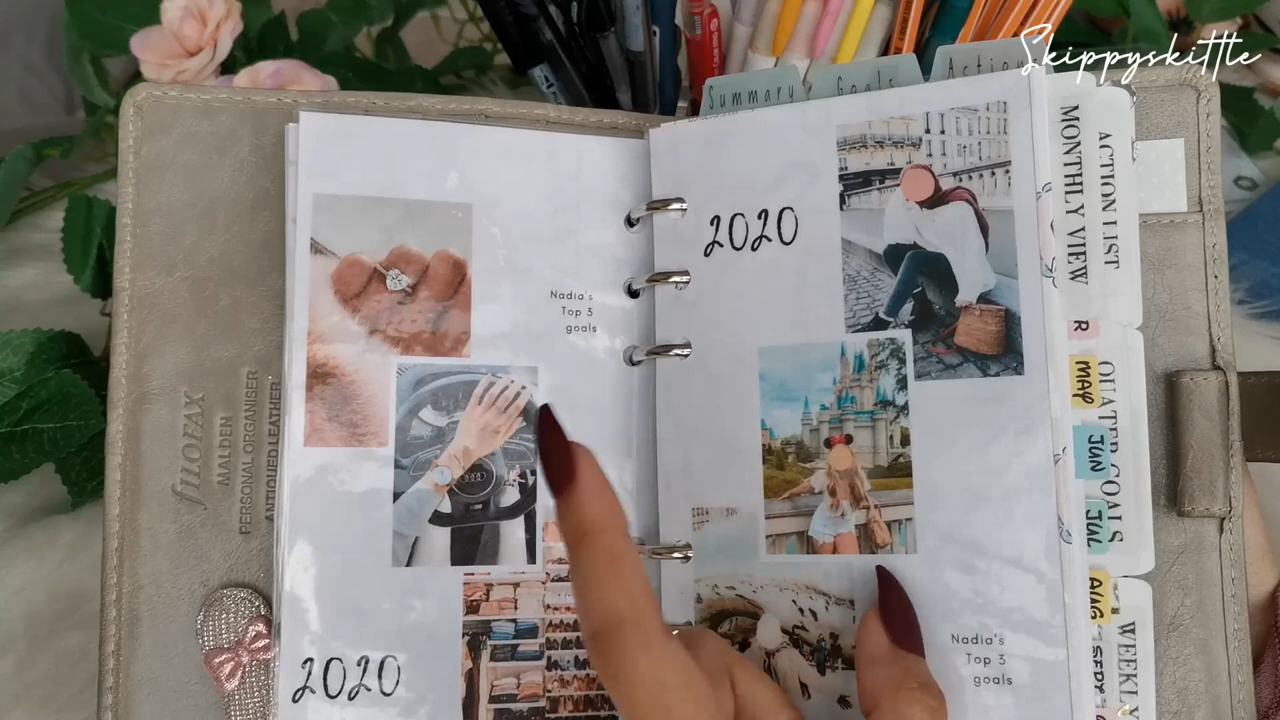 Skippyskittle
Summary
Goals
Action
2020
Nadia's
Top 3
goals
2020
Nadia's
Top 3
goals
filofax
MALDEN
PERSONAL ORGANISER
ANTIQUED LEATHER
ACTION LIST
MONTHLY VIEW
R
MAY
QUATER GOALS
JUN
JUL
AUG
SEPT
WEEKLY